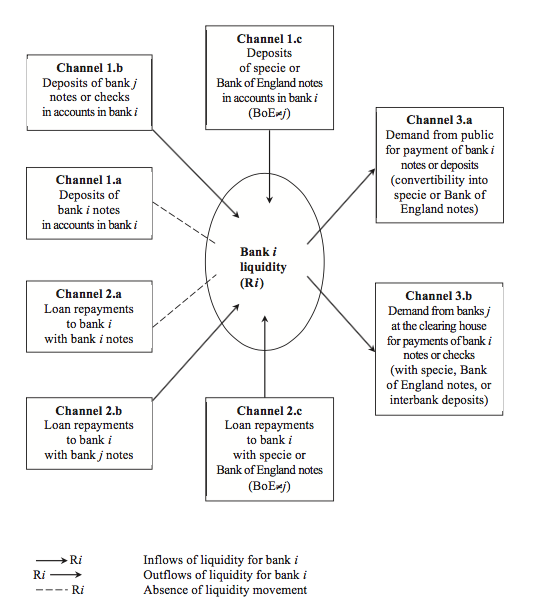 Channel 1.c
Deposits
of specie or
Bank of England notes
in accounts in bank i
(BoE≠j)
Channel 1.b
Deposits of bank j
notes or checks
in accounts in bank i
Channel 3.a
Demand from public
for payment of bank i
notes or deposits
(convertibility into
specie or Bank of
England notes)
Channel 1.a
Deposits of
bank i notes
in accounts in bank i
Bank i
liquidity
(Ri)
Channel 2.a
Loan repayments
to bank i
with bank i notes
Channel 3.b
Demand from banks j
at the clearing house
for payments of bank i
notes or checks
(with specie, Bank
of England notes, or
interbank deposits)
Channel 2.b
Loan repayments
to bank i
with bank j notes
Channel 2.c
Loan repayments
to bank i
with specie or
Bank of England notes
(BoE≠j)
Ri Inflows of liquidity for bank i
Ri Outflows of liquidity for bank i
Ri Absence of liquidity movement